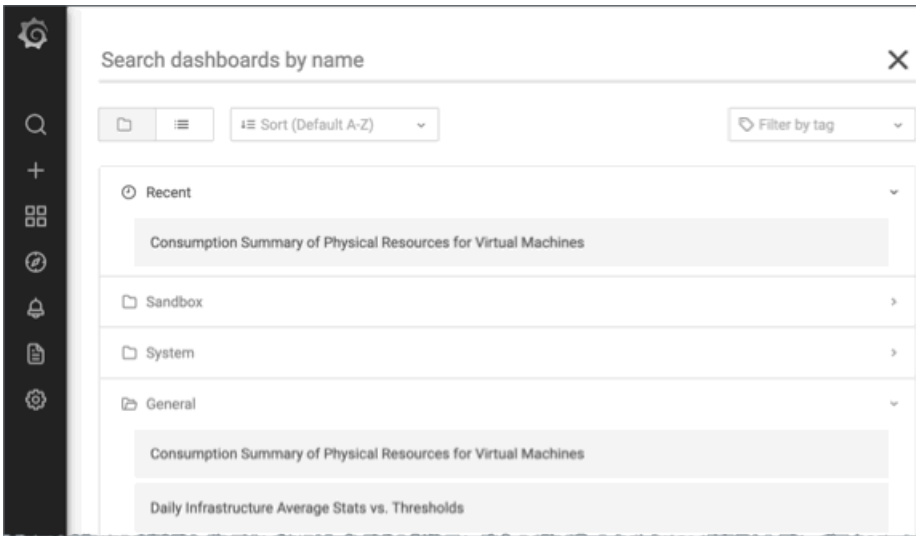 Search dashboards by name
Sort (Default A-Z)
Filter by tag
Recent
Consumption Summary of Physical Resources for Virtual Machines
Sandbox
System
General
Consumption Summary of Physical Resources for Virtual Machines
Daily Infrastructure Average Stats vs. Thresholds